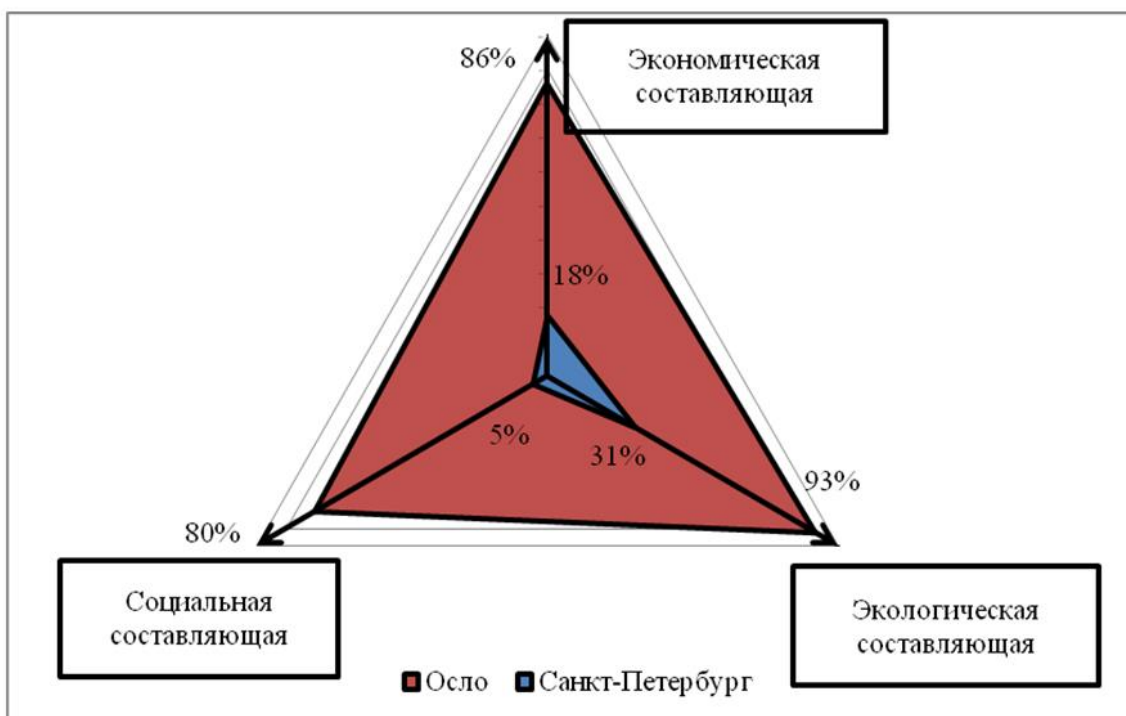 86%
Экономическая
составляющая
18%
5%
31%
93%
80%
Социальная
составляющая
Экологическая
составляющая
Осло Санкт-Петербург